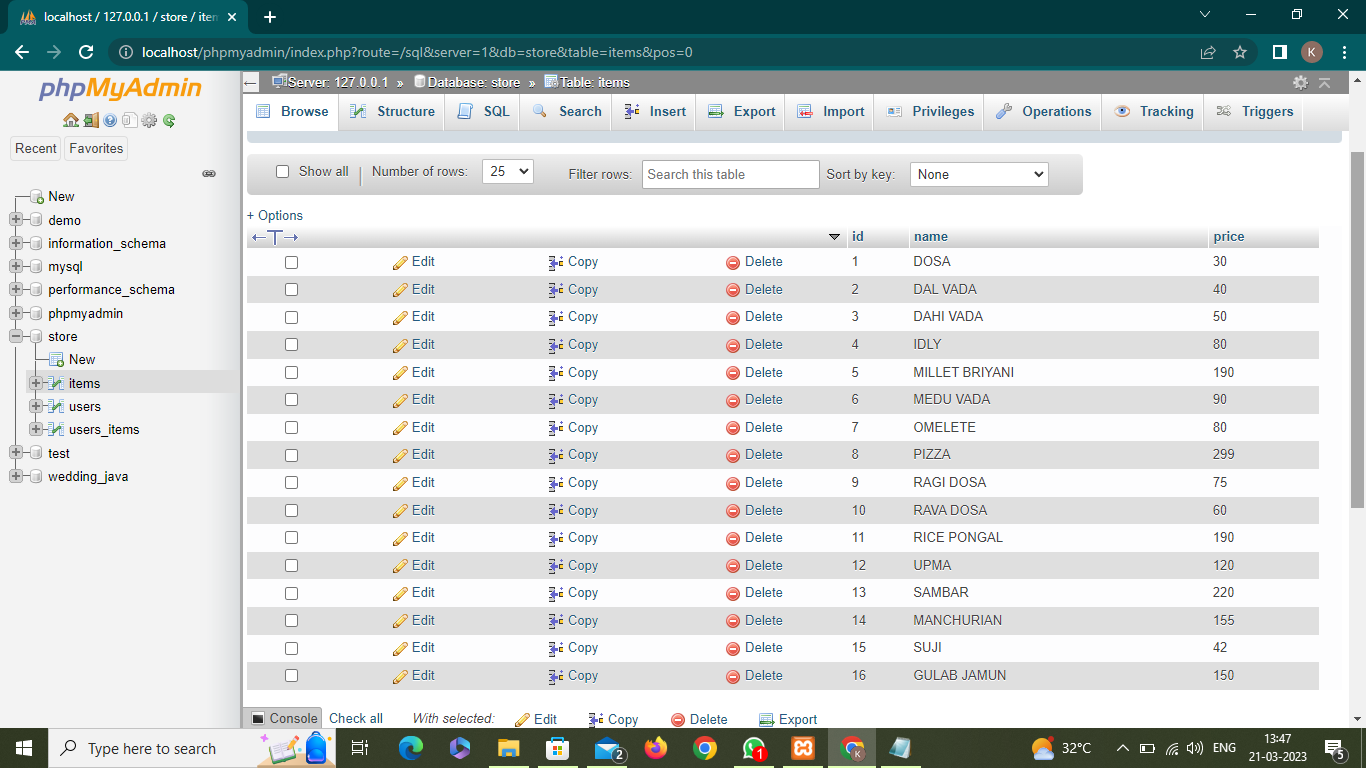 localhost / 127.0.0.1 / store / iten
localhost/phpmyadmin/index.php?route=/sql&server=1&db=store&table=items&pos=0
K
phpMyAdmin
Recent Favorites
New
demo
information_schema
mysql
performance_schema
phpmyadmin
store
New
items
users
users_items
test
wedding_java
Server: 127.0.0.1 » Database: store » Table: items
Browse Structure SQL Search Insert Export Import Privileges Operations Tracking Triggers
Show all Number of rows: 25 Filter rows: Search this table Sort by key: None
+ Options
id name price
Edit Copy Delete 1 DOSA 30
Edit Copy Delete 2 DAL VADA 40
Edit Copy Delete 3 DAHI VADA 50
Edit Copy Delete 4 IDLY 80
Edit Copy Delete 5 MILLET BRIYANI 190
Edit Copy Delete 6 MEDU VADA 90
Edit Copy Delete 7 OMELETE 80
Edit Copy Delete 8 PIZZA 299
Edit Copy Delete 9 RAGI DOSA 75
Edit Copy Delete 10 RAVA DOSA 60
Edit Copy Delete 11 RICE PONGAL 190
Edit Copy Delete 12 UPMA 120
Edit Copy Delete 13 SAMBAR 220
Edit Copy Delete 14 MANCHURIAN 155
Edit Copy Delete 15 SUJI 42
Edit Copy Delete 16 GULAB JAMUN 150
Console Check all With selected: Edit Copy Delete Export
Type here to search
2
1
K
32°C
ENG
13:47
21-03-2023
5